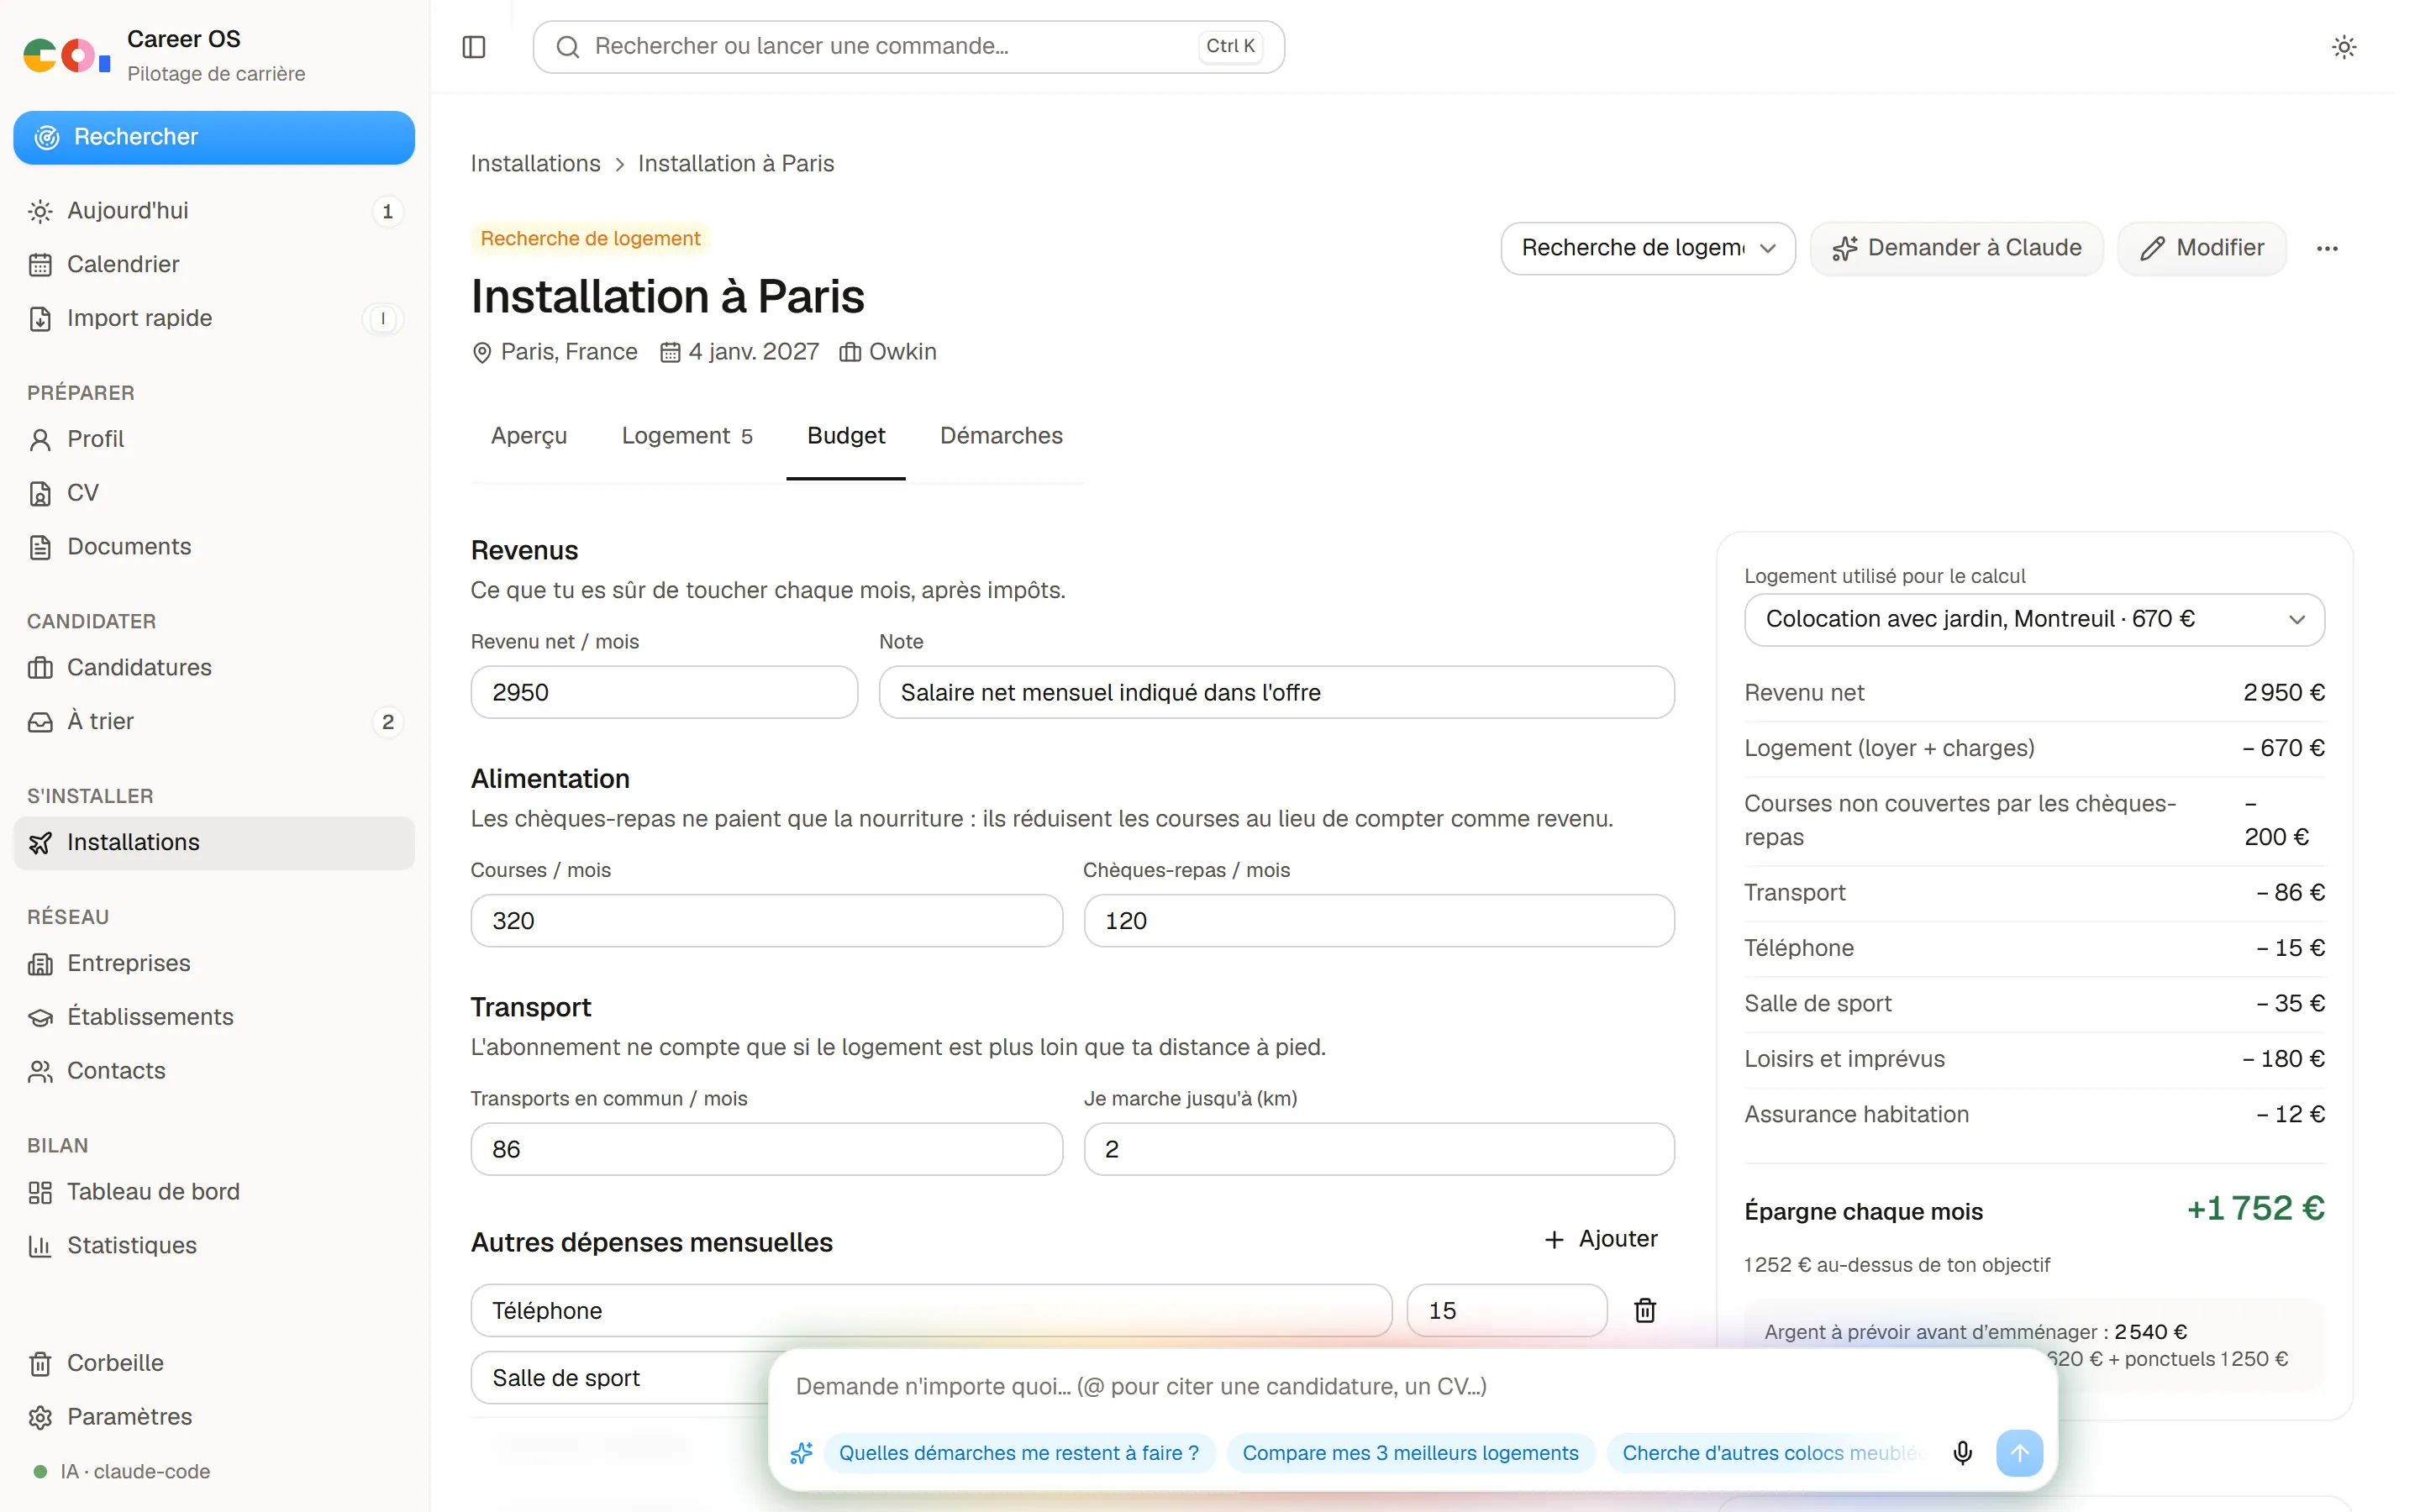 Career OS
Pilotage de carrière
Rechercher
Aujourd'hui 1
Calendrier
Import rapide I
PRÉPARER
Profil
CV
Documents
CANDIDATER
Candidatures
À trier 2
S'INSTALLER
Installations
RÉSEAU
Entreprises
Établissements
Contacts
BILAN
Tableau de bord
Statistiques
Corbeille
Paramètres
IA · claude-code
Rechercher ou lancer une commande... Ctrl K
Installations > Installation à Paris
Recherche de logement
Installation à Paris
Paris, France 4 janv. 2027 Owkin
Recherche de logem
Demander à Claude
Modifier
Aperçu Logement 5 Budget Démarches
Revenus
Ce que tu es sûr de toucher chaque mois, après impôts.
Revenu net / mois Note
2950 Salaire net mensuel indiqué dans l'offre
Alimentation
Les chèques-repas ne paient que la nourriture : ils réduisent les courses au lieu de compter comme revenu.
Courses / mois Chèques-repas / mois
320 120
Transport
L'abonnement ne compte que si le logement est plus loin que ta distance à pied.
Transports en commun / mois Je marche jusqu'à (km)
86 2
Autres dépenses mensuelles + Ajouter
Téléphone 15
Salle de sport
Logement utilisé pour le calcul
Colocation avec jardin, Montreuil · 670 €
Revenu net 2 950 €
Logement (loyer + charges) – 670 €
Courses non couvertes par les chèques- –
repas 200 €
Transport – 86 €
Téléphone – 15 €
Salle de sport – 35 €
Loisirs et imprévus – 180 €
Assurance habitation – 12 €
Épargne chaque mois +1 752 €
1 252 € au-dessus de ton objectif
Argent à prévoir avant d’emménager : 2 540 €
620 € + ponctuels 1 250 €
Demande n'importe quoi... (@ pour citer une candidature, un CV...)
Quelles démarches me restent à faire ?
Compare mes 3 meilleurs logements
Cherche d'autres colocs meublé